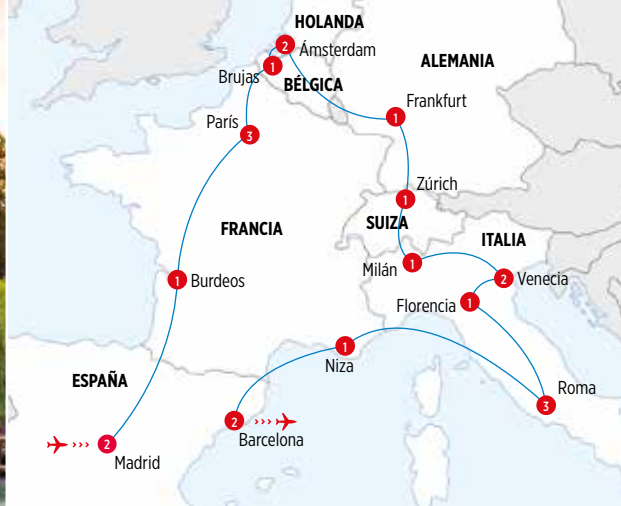 HOLANDA
2
Ámsterdam
ALEMANIA
1
Brujas
BÉLGICA
Frankfurt
1
París
3
Zúrich
1
SUIZA
FRANCIA
ITALIA
Milán
1
1
Burdeos
2
Venecia
Florencia
1
1
Niza
ESPAÑA
Roma
3
2
Barcelona
2
Madrid